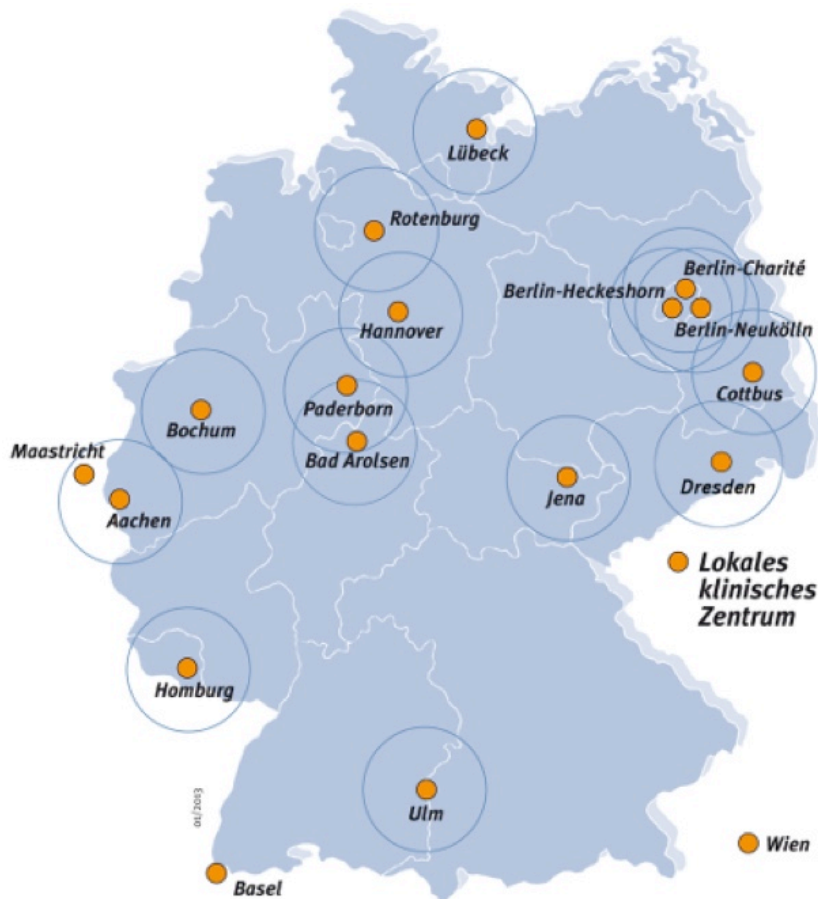 Lübeck
Rotenburg
Berlin-Charité
Berlin-Heckeshorn
Hannover
Berlin-Neukölln
Paderborn
Cottbus
Bochum
Maastricht
Bad Arolsen
Dresden
Jena
Aachen
Lokales
klinisches
Zentrum
Homburg
01/2013
Ulm
Wien
Basel